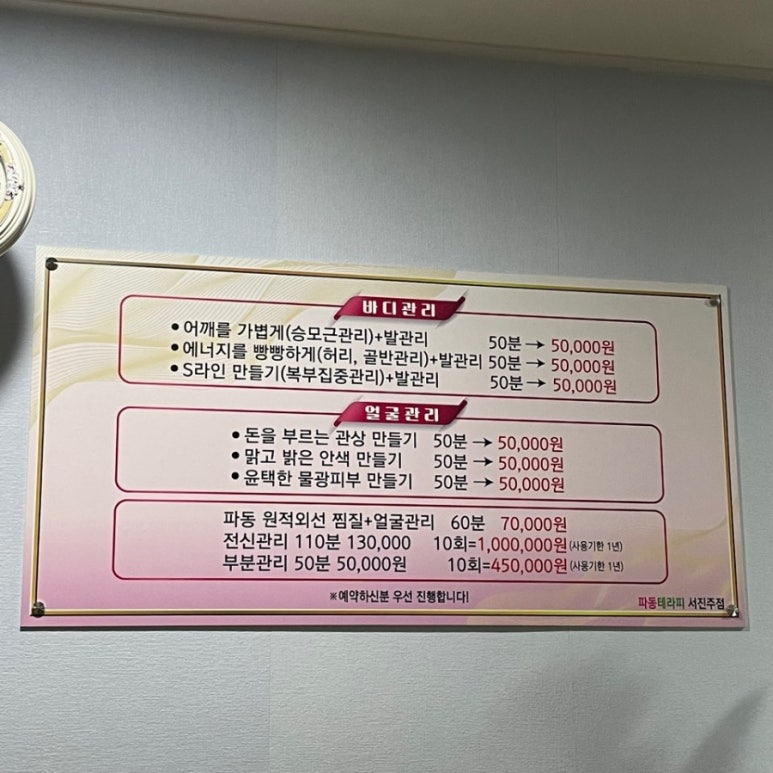 바디관리
• 어깨를 가볍게(승모근관리)+발관리 50분 → 50,000원
• 에너지를 빵빵하게(허리, 골반관리)+발관리 50분 → 50,000원
• S라인 만들기(복부집중관리)+발관리 50분 → 50,000원
얼굴관리
• 돈을 부르는 관상 만들기 50분 → 50,000원
• 맑고 밝은 안색 만들기 50분 → 50,000원
• 윤택한 물광피부 만들기 50분 → 50,000원
파동 원적외선 찜질+얼굴관리 60분 70,000원
전신관리 110분 130,000 10회=1,000,000원(사용기한 1년)
부분관리 50분 50,000원 10회=450,000원(사용기한 1년)
※예약하신분 우선 진행합니다!
파동테라피 서진주점